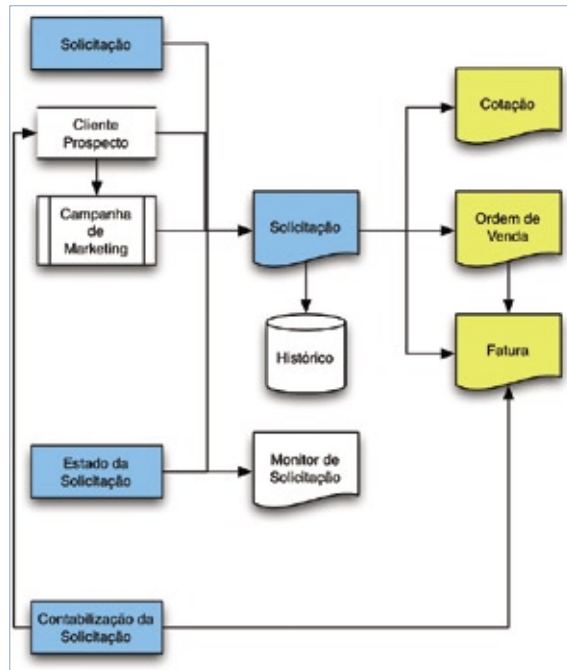 Solicitação
Cliente
Prospecto
Campanha
de
Marketing
Solicitação
Cotação
Ordem de
Venda
Histórico
Fatura
Estado da
Solicitação
Monitor de
Solicitação
Contabilização da
Solicitação